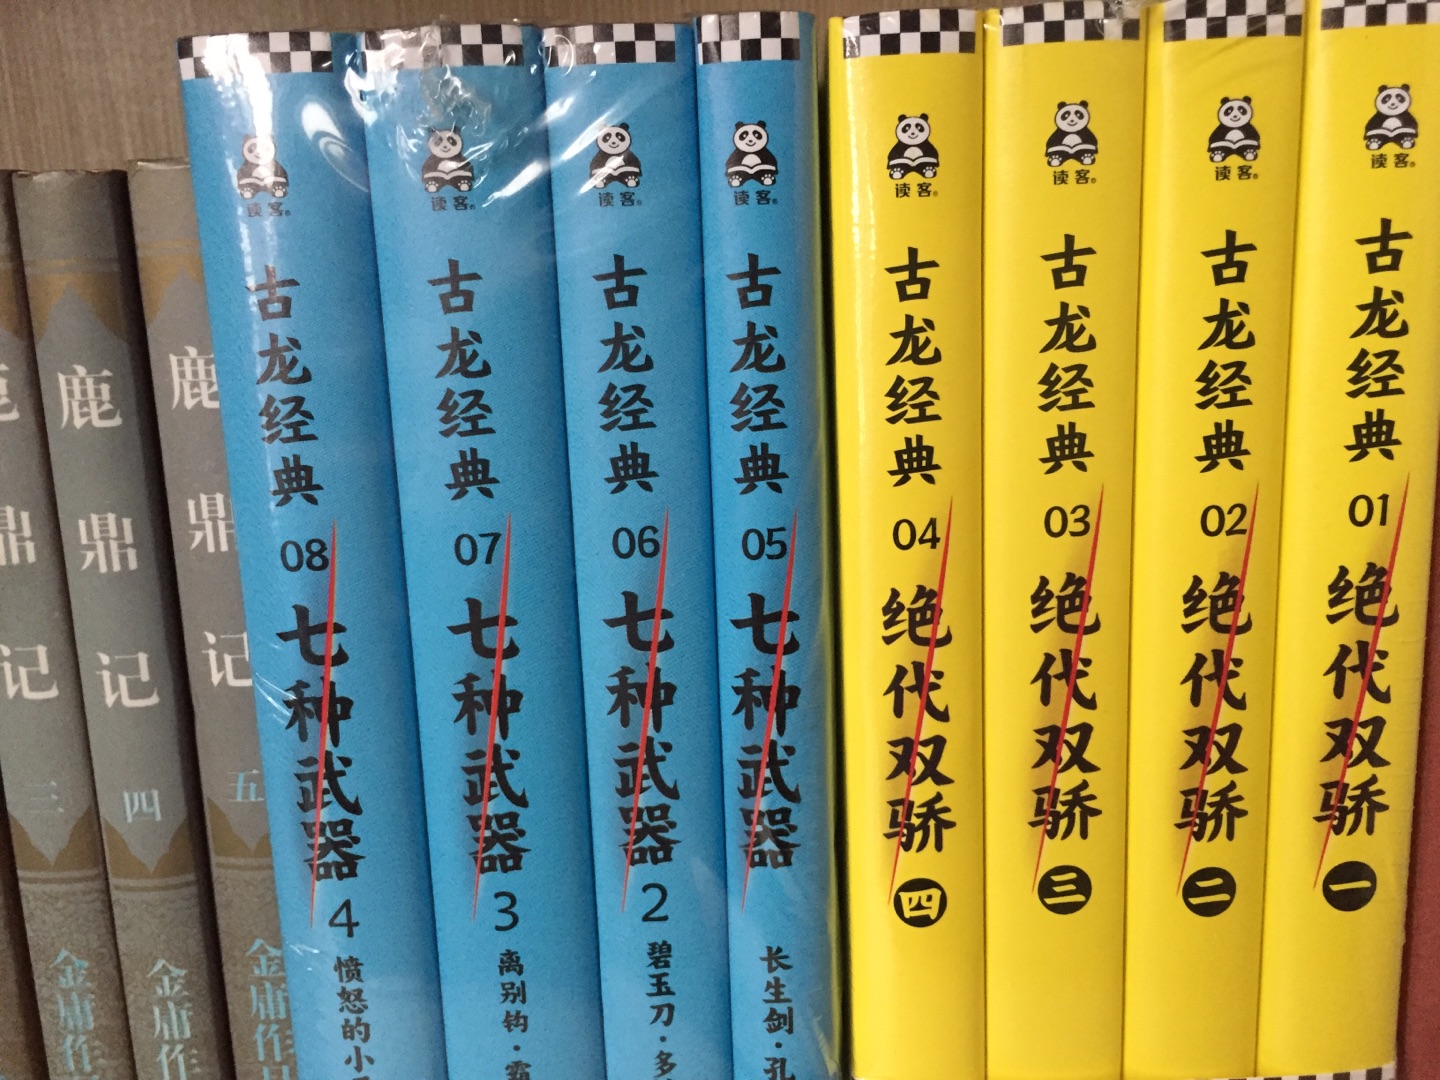 鹿鼎记
三
金庸作
鹿鼎记
四
金庸作
鹿鼎记
五
金庸作
读客
古龙经典
08
七种武器
4
愤怒的小
读客
古龙经典
07
七种武器
3
离别钩·霸
读客
古龙经典
06
七种武器
2
碧玉刀·多
读客
古龙经典
05
七种武器
长生剑·孔
读客
古龙经典
04
绝代双骄
四
读客
古龙经典
03
绝代双骄
三
读客
古龙经典
02
绝代双骄
二
读客
古龙经典
01
绝代双骄
一